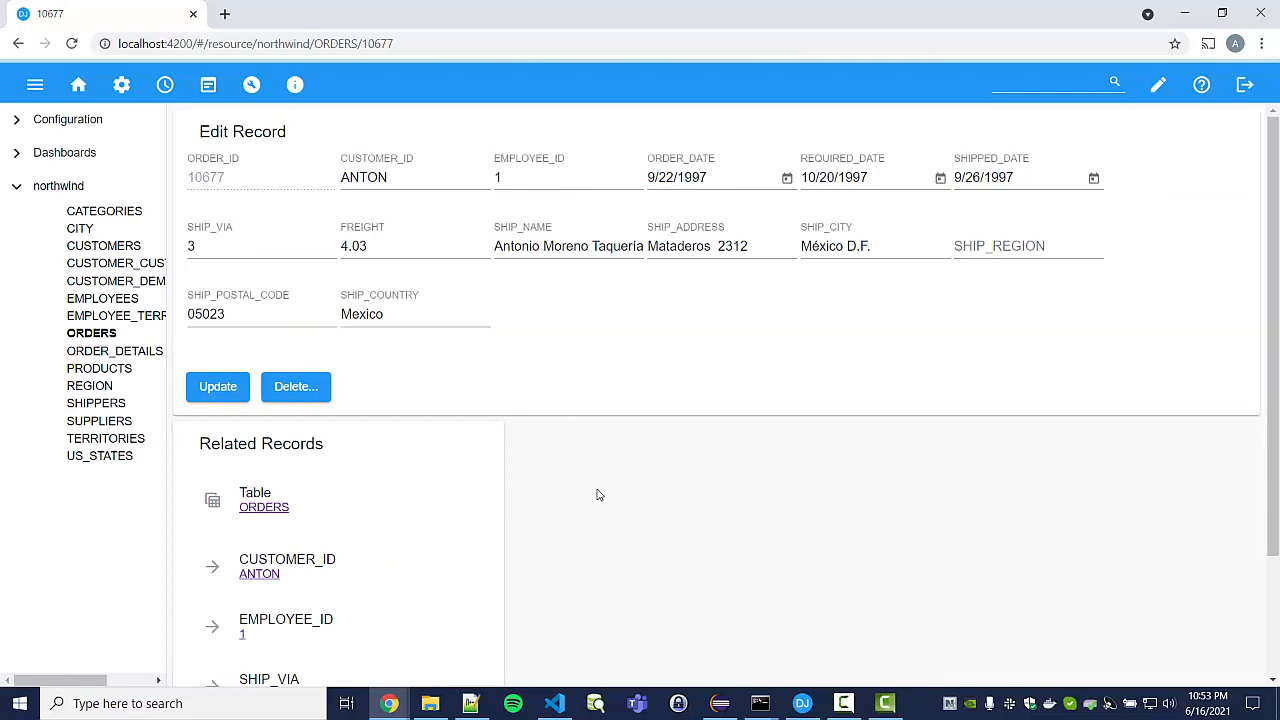 DJ 10677
localhost:4200/#/resource/northwind/ORDERS/10677
A
Configuration
Dashboards
northwind
CATEGORIES
CITY
CUSTOMERS
CUSTOMER_CUS
CUSTOMER_DEM
EMPLOYEES
EMPLOYEE_TERR
ORDERS
ORDER_DETAILS
PRODUCTS
REGION
SHIPPERS
SUPPLIERS
TERRITORIES
US_STATES
Edit Record
ORDER_ID CUSTOMER_ID EMPLOYEE_ID ORDER_DATE REQUIRED_DATE SHIPPED_DATE
10677 ANTON 1 9/22/1997 10/20/1997 9/26/1997
SHIP_VIA FREIGHT SHIP_NAME SHIP_ADDRESS SHIP_CITY
3 4.03 Antonio Moreno Taquería Mataderos 2312 México D.F. SHIP_REGION
SHIP_POSTAL_CODE SHIP_COUNTRY
05023 Mexico
Update Delete...
Related Records
Table
ORDERS
CUSTOMER_ID
ANTON
EMPLOYEE_ID
1
SHIP_VIA
Type here to search
DJ
10:53 PM
6/16/2021